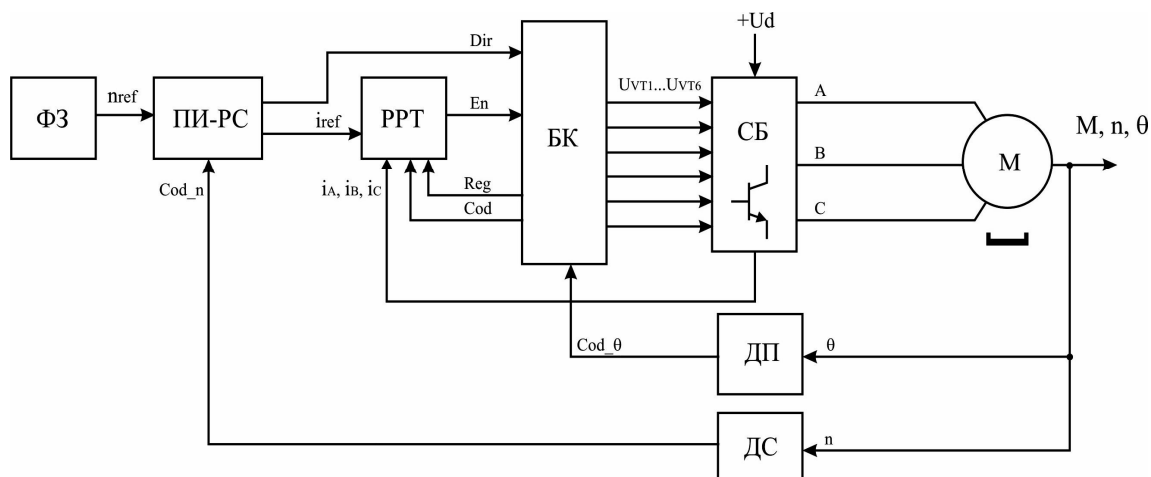 +Ud
Dir
nref
ФЗ
ПИ-РС
iref
РРТ
En
БК
UVT1...UVT6
СБ
A
B
C
М
M, n, θ
Cod_n
iA, iB, iC
Reg
Cod
Cod_θ
ДП
θ
ДС
n